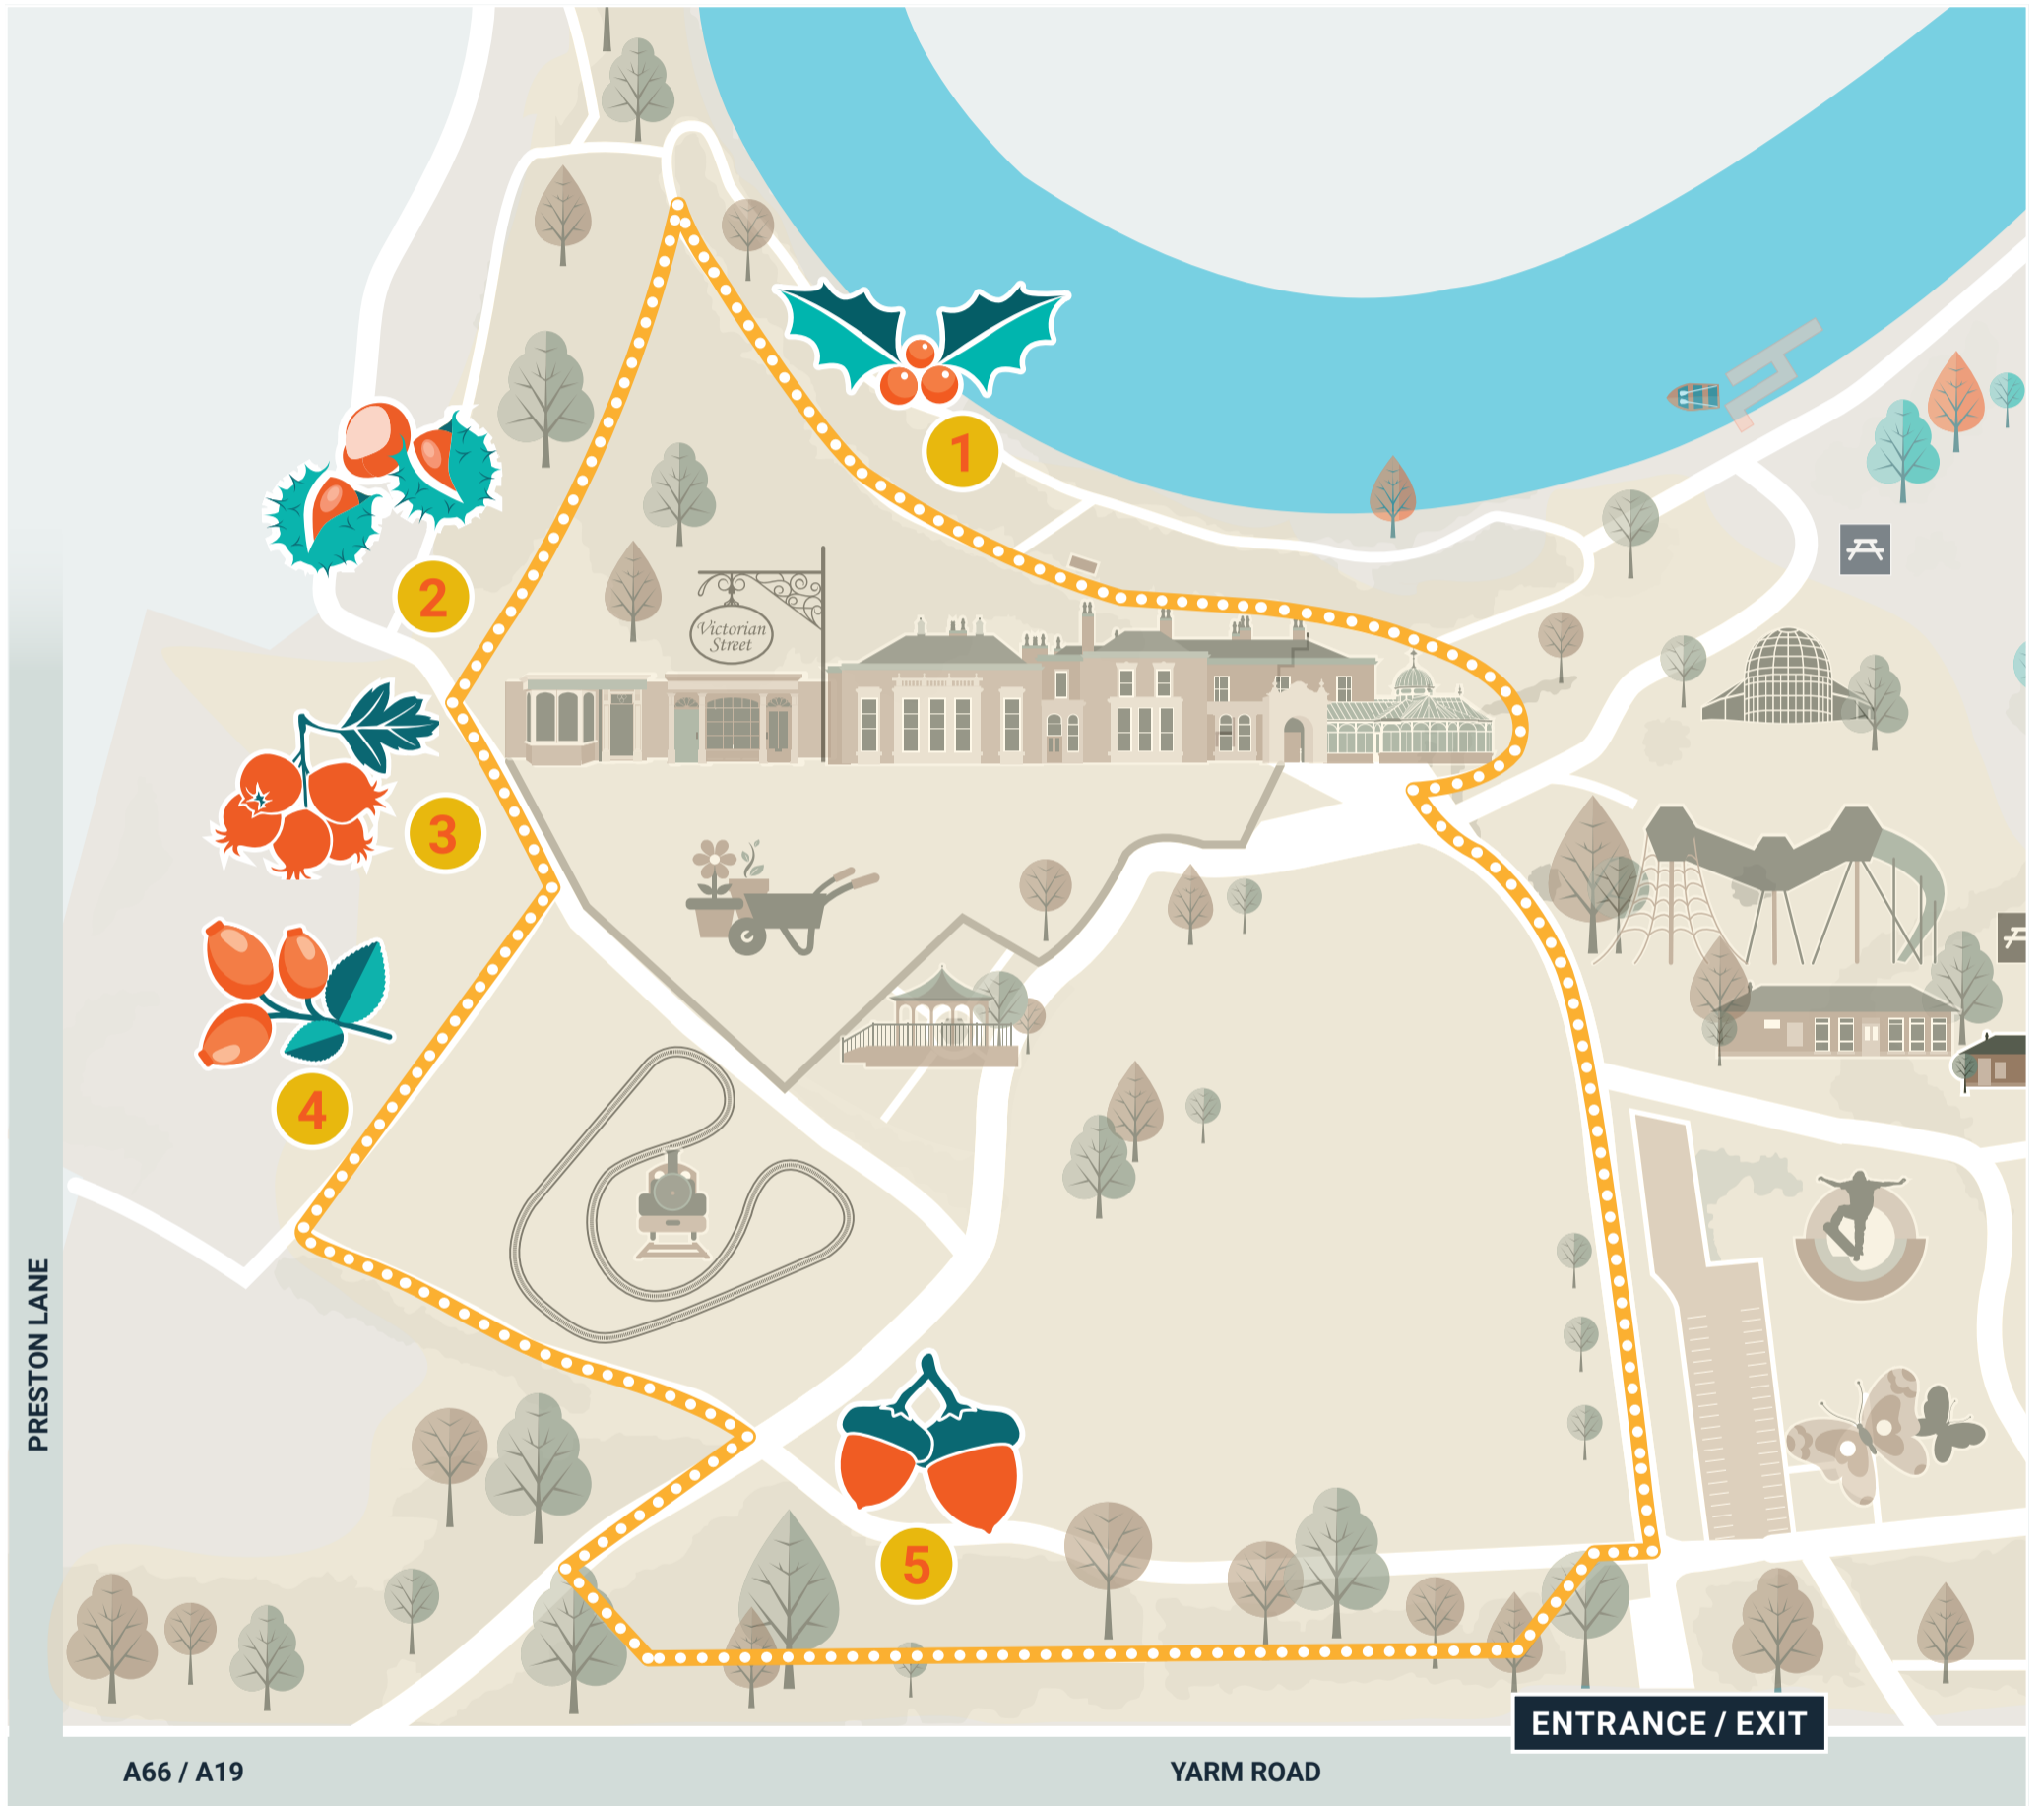 1
2
Victorian
Street
3
4
5
PRESTON LANE
ENTRANCE / EXIT
A66 / A19
YARM ROAD